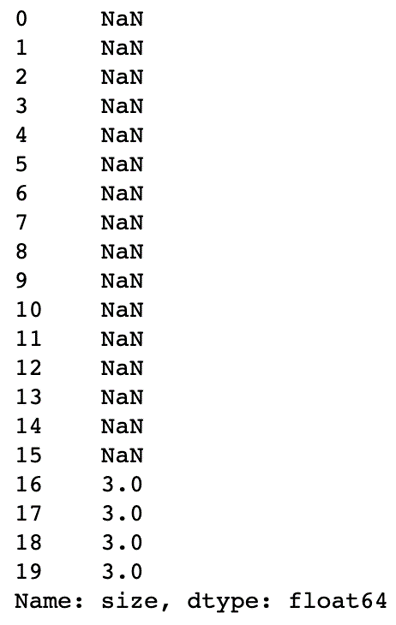 0 NaN
1 NaN
2 NaN
3 NaN
4 NaN
5 NaN
6 NaN
7 NaN
8 NaN
9 NaN
10 NaN
11 NaN
12 NaN
13 NaN
14 NaN
15 NaN
16 3.0
17 3.0
18 3.0
19 3.0
Name: size, dtype: float64